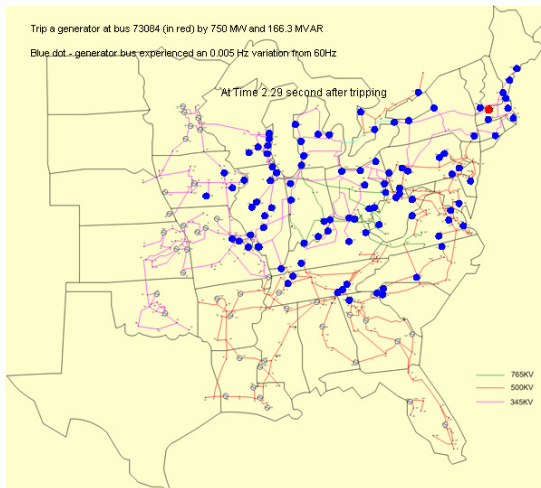 Trip a generator at bus 73084 (in red) by 750 MW and 166.3 MVAR
Blue dot - generator bus experienced an 0.005 Hz variation from 60Hz
At Time 2.29 second after tripping
765KV
500KV
345KV